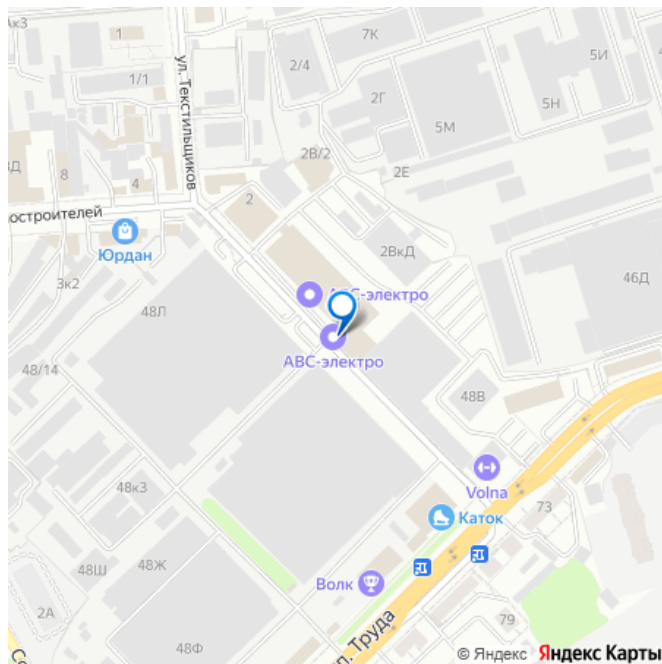 Ак3
1
7К
5И
2/4
1/1
2Г
5Н
5М
ул. Текстильщиков
2В/2
2Е
8
4
2
остроителей
Юрдан
2ВкД
3к2
46Д
АВС-электро
48Л
АВС-электро
48/14
48В
48к3
Volna
Каток
73
48Ш
48Ж
Волк
2А
ул. Труда
79
48Ф
© Яндекс Яндекс Карты